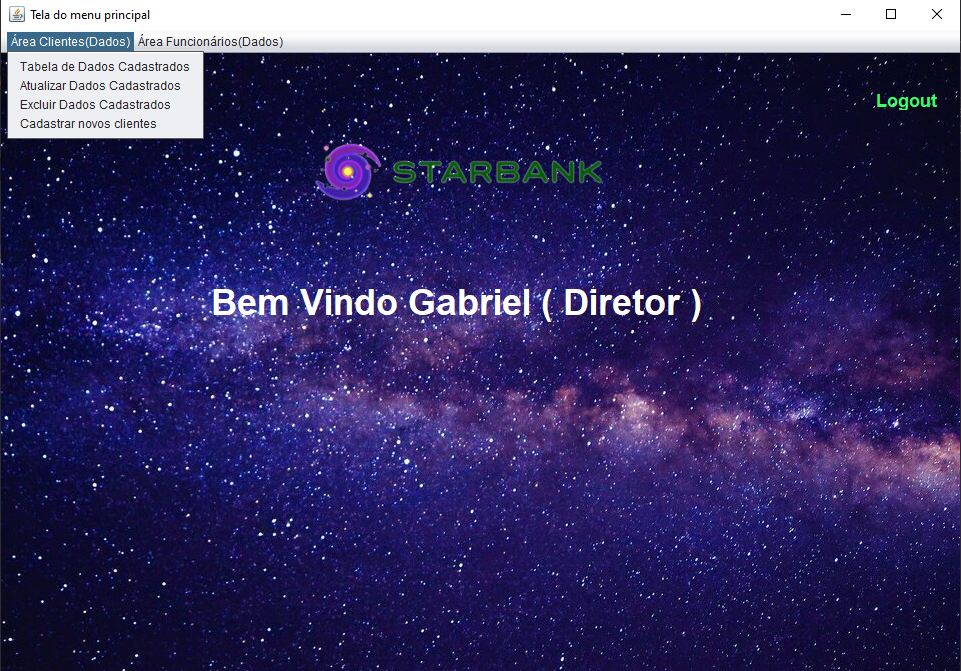 Tela do menu principal
Área Clientes(Dados) Área Funcionários(Dados)
Tabela de Dados Cadastrados
Atualizar Dados Cadastrados
Excluir Dados Cadastrados
Cadastrar novos clientes
Logout
STARBANK
Bem Vindo Gabriel ( Diretor )